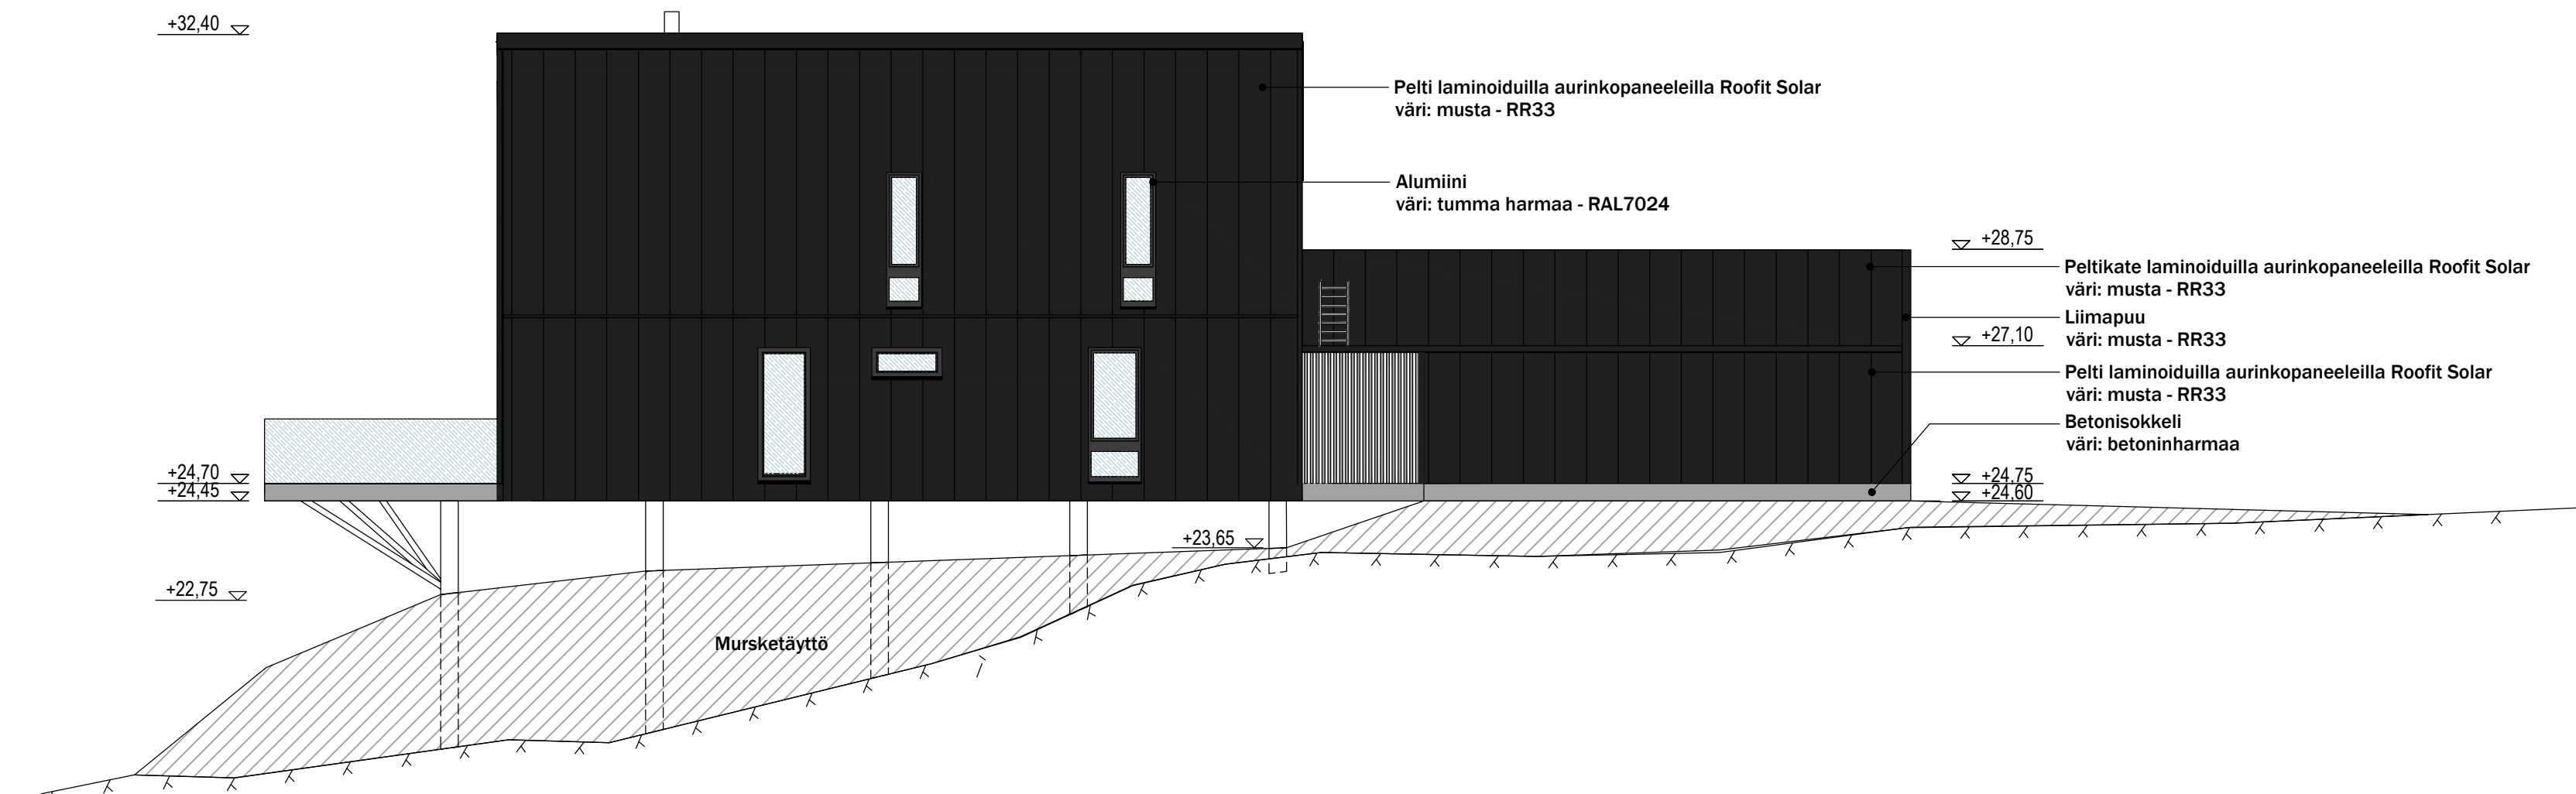 +32,40
Pelti laminoiduilla aurinkopaneeleilla Roofit Solar
väri: musta - RR33
Alumiini
väri: tumma harmaa - RAL7024
+28,75
Peltikate laminoiduilla aurinkopaneeleilla Roofit Solar
väri: musta - RR33
Liimapuu
väri: musta - RR33
+27,10
Pelti laminoiduilla aurinkopaneeleilla Roofit Solar
väri: musta - RR33
Betonisokkeli
väri: betoninharmaa
+24,70
+24,45
+24,75
+24,60
+23,65
+22,75
Mursketäyttö